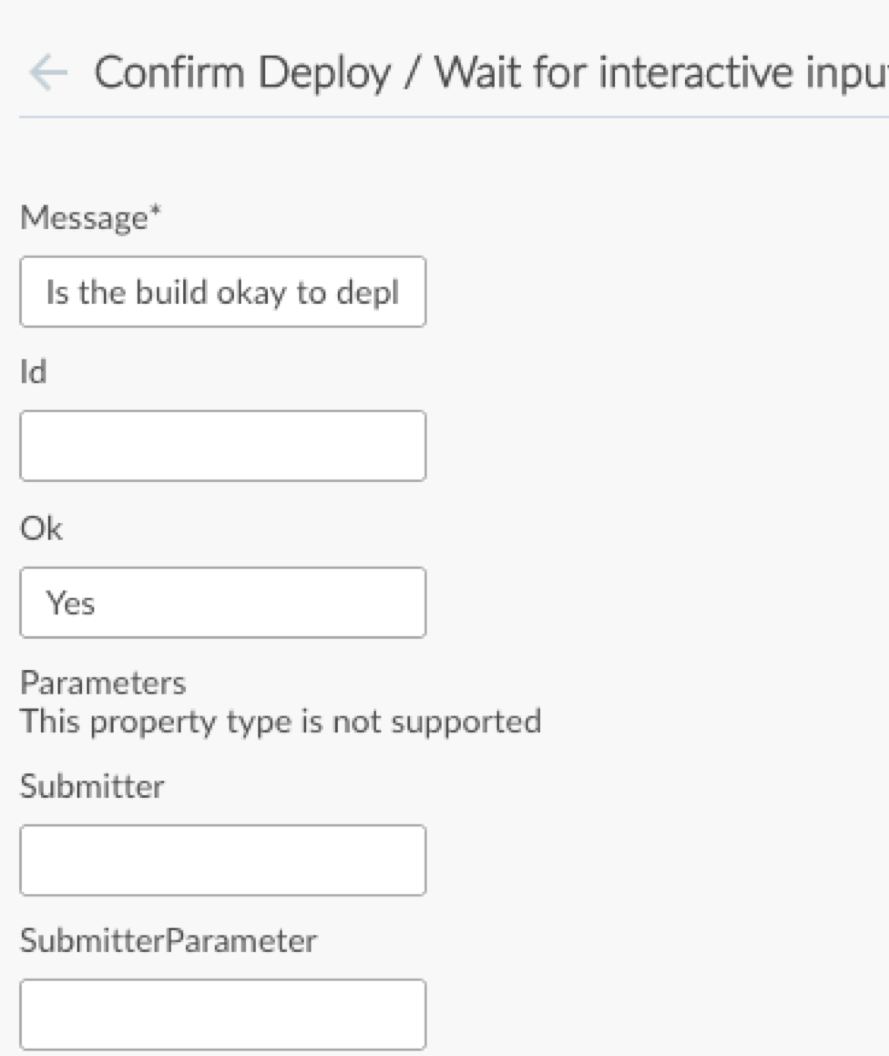 ← Confirm Deploy / Wait for interactive inpu
Message*
Is the build okay to depl
Id
Ok
Yes
Parameters
This property type is not supported
Submitter
SubmitterParameter